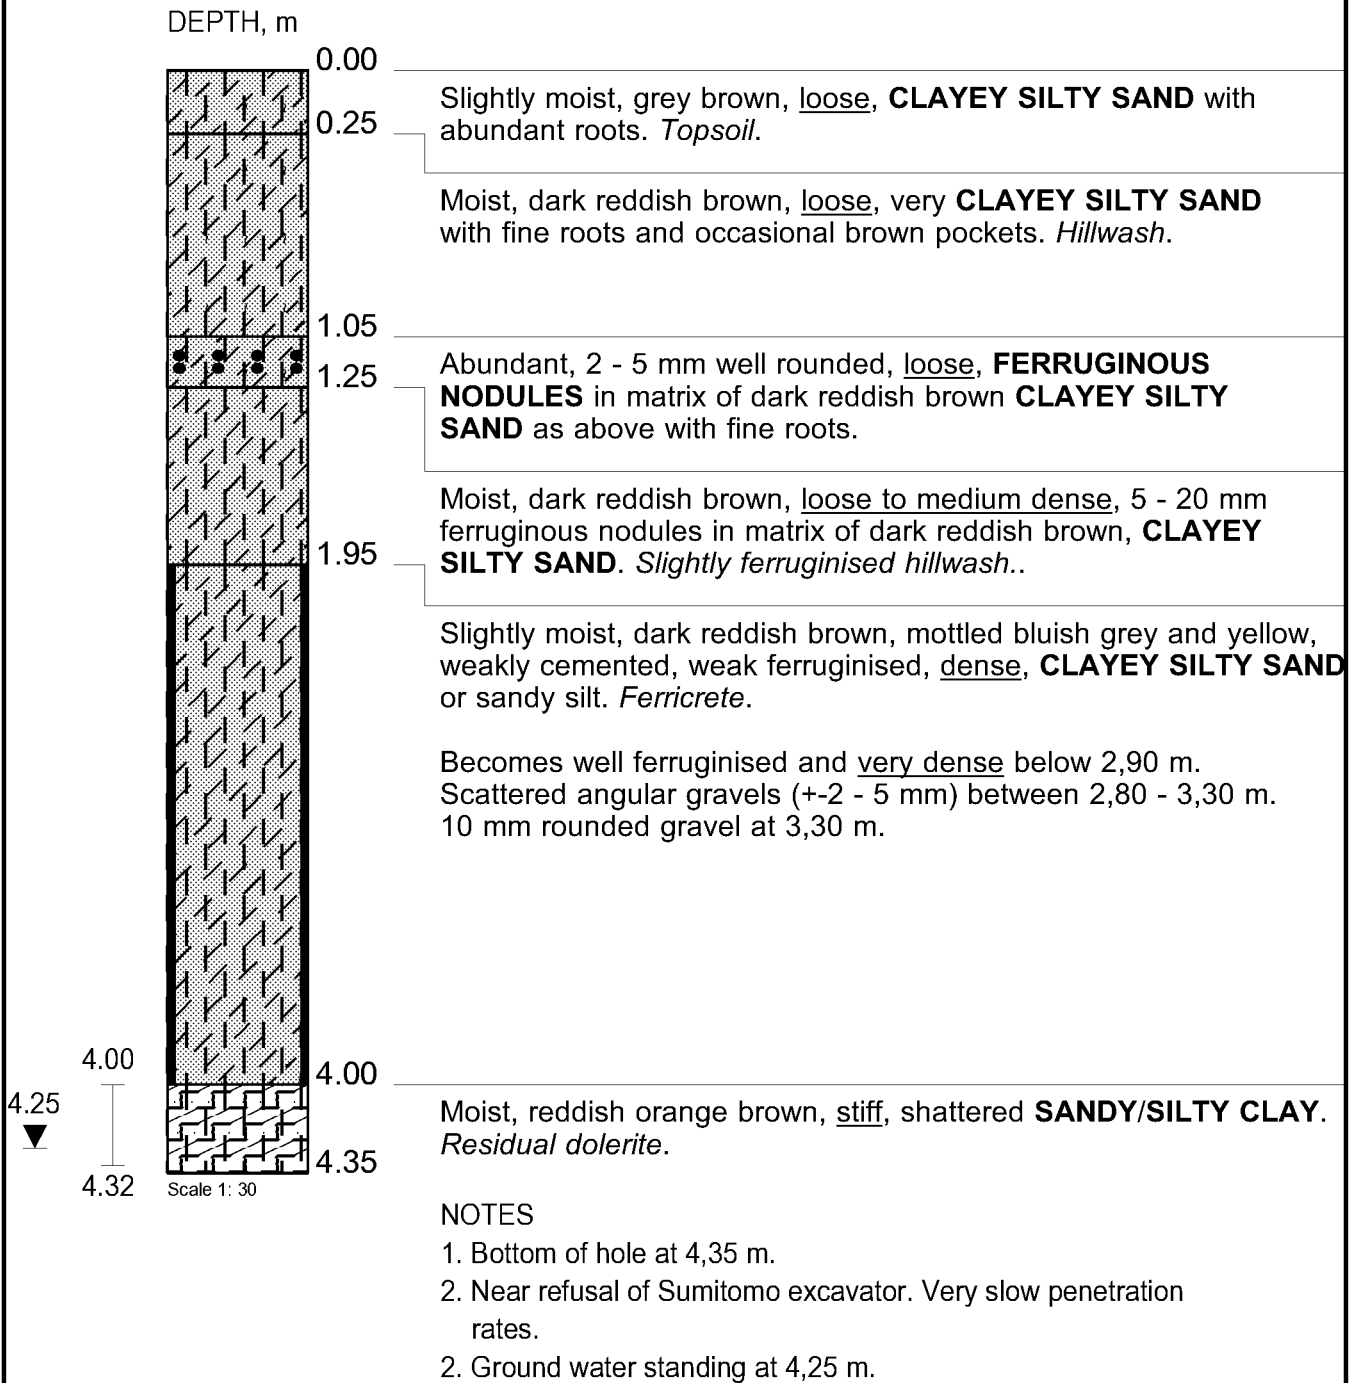 DEPTH, m
0.00
Slightly moist, grey brown, loose, CLAYEY SILTY SAND with
abundant roots. Topsoil.
0.25
Moist, dark reddish brown, loose, very CLAYEY SILTY SAND
with fine roots and occasional brown pockets. Hillwash.
1.05
Abundant, 2 - 5 mm well rounded, loose, FERRUGINOUS
NODULES in matrix of dark reddish brown CLAYEY SILTY
SAND as above with fine roots.
1.25
Moist, dark reddish brown, loose to medium dense, 5 - 20 mm
ferruginous nodules in matrix of dark reddish brown, CLAYEY
SILTY SAND. Slightly ferruginised hillwash..
1.95
Slightly moist, dark reddish brown, mottled bluish grey and yellow,
weakly cemented, weak ferruginised, dense, CLAYEY SILTY SAND
or sandy silt. Ferricrete.
Becomes well ferruginised and very dense below 2,90 m.
Scattered angular gravels (+-2 - 5 mm) between 2,80 - 3,30 m.
10 mm rounded gravel at 3,30 m.
4.00
4.00
4.25
Moist, reddish orange brown, stiff, shattered SANDY/SILTY CLAY.
Residual dolerite.
4.35
4.32
Scale 1: 30
NOTES
1. Bottom of hole at 4,35 m.
2. Near refusal of Sumitomo excavator. Very slow penetration
rates.
2. Ground water standing at 4,25 m.